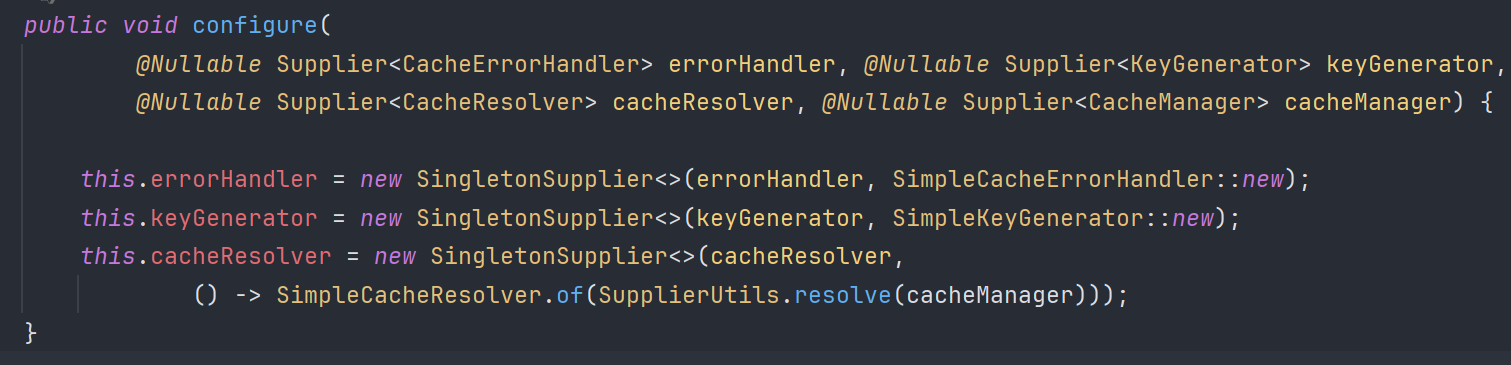 public void configure(
@Nullable Supplier<CacheErrorHandler> errorHandler, @Nullable Supplier<KeyGenerator> keyGenerator,
@Nullable Supplier<CacheResolver> cacheResolver, @Nullable Supplier<CacheManager> cacheManager) {
this.errorHandler = new SingletonSupplier<>(errorHandler, SimpleCacheErrorHandler::new);
this.keyGenerator = new SingletonSupplier<>(keyGenerator, SimpleKeyGenerator::new);
this.cacheResolver = new SingletonSupplier<>(cacheResolver,
() -> SimpleCacheResolver.of(SupplierUtils.resolve(cacheManager)));
}